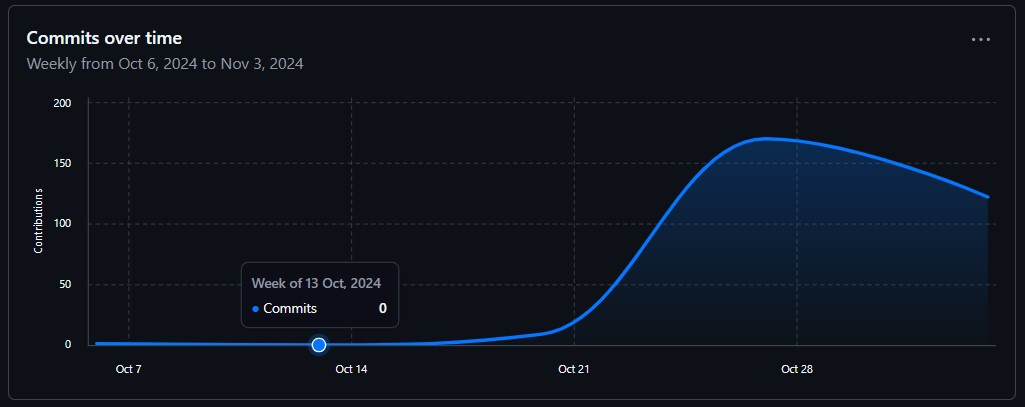 Commits over time
Weekly from Oct 6, 2024 to Nov 3, 2024
...
200
150
100
50
0
Contributions
Week of 13 Oct, 2024
Commits 0
Oct 7 Oct 14 Oct 21 Oct 28